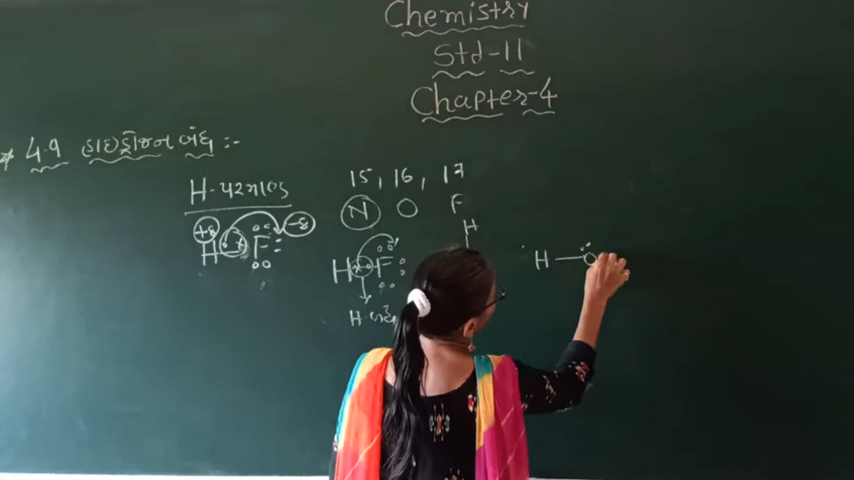 Chemistry
Std-11
Chapter-4
* 4.9 હાઇડ્રોજન બંધ :-
H-પરમાણુ
15, 16, 17
N O F
+δ -δ
H F
H F
H
H-બંધ
H — O